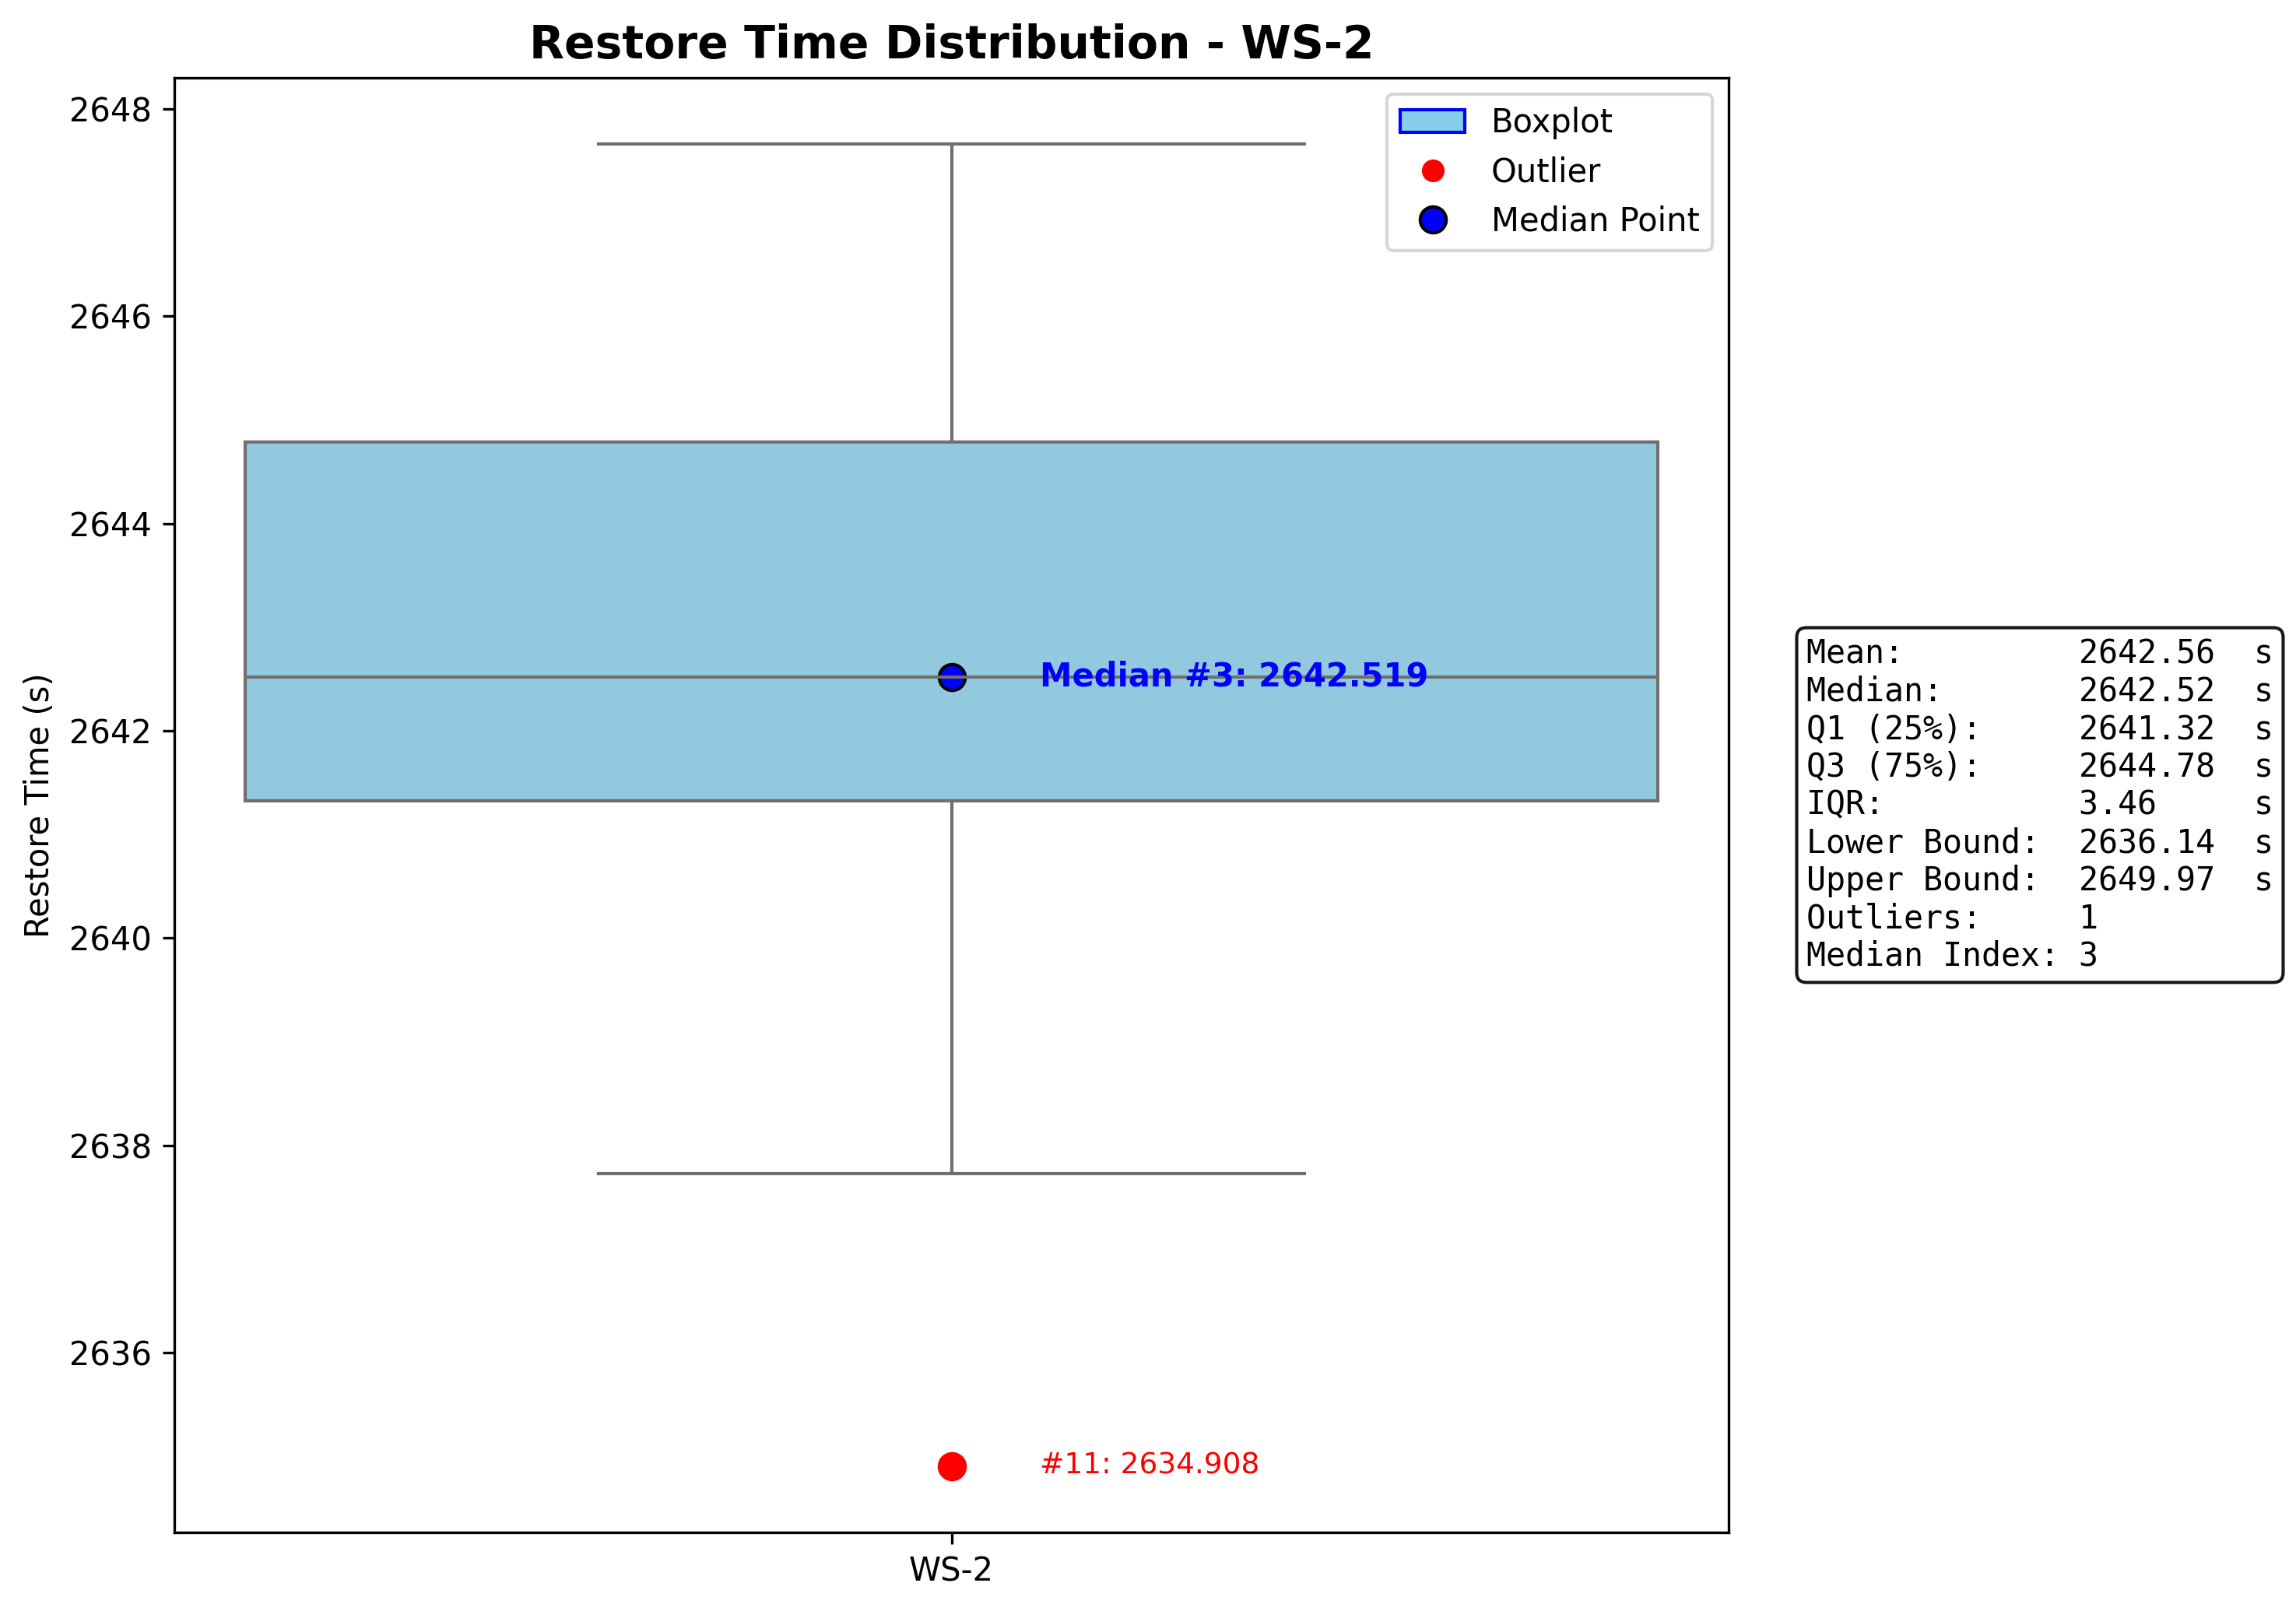 Restore Time Distribution - WS-2
2648
2646
2644
2642
2640
2638
2636
Restore Time (s)
Boxplot
Outlier
Median Point
Median #3: 2642.519
#11: 2634.908
WS-2
Mean: 2642.56 s
Median: 2642.52 s
Q1 (25%): 2641.32 s
Q3 (75%): 2644.78 s
IQR: 3.46 s
Lower Bound: 2636.14 s
Upper Bound: 2649.97 s
Outliers: 1
Median Index: 3